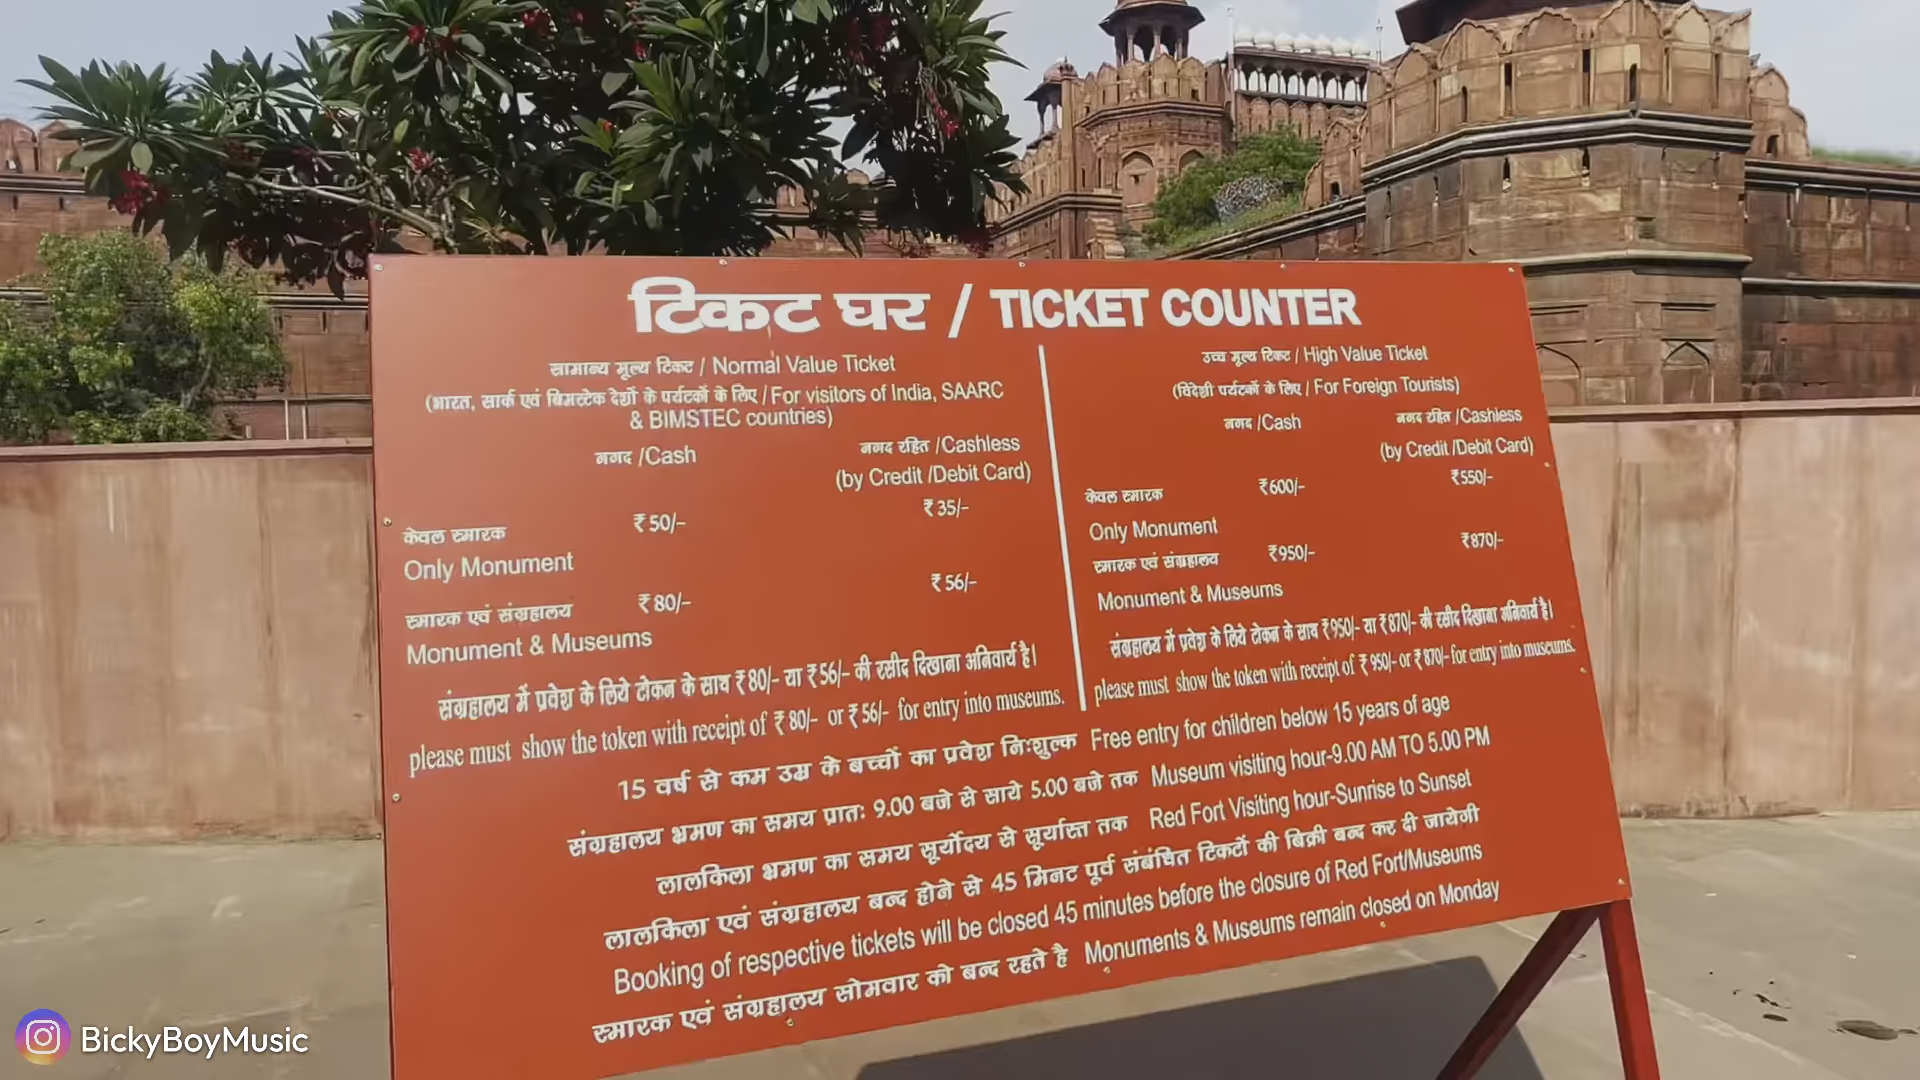 टिकट घर / TICKET COUNTER
सामान्य मूल्य टिकट / Normal Value Ticket
(भारत, सार्क एवं बिमस्टेक देशों के पर्यटकों के लिए / For visitors of India, SAARC
& BIMSTEC countries)
नगद /Cash
नगद रहित /Cashless
(by Credit /Debit Card)
केवल स्मारक ₹50/- ₹35/-
Only Monument
स्मारक एवं संग्रहालय ₹80/- ₹56/-
Monument & Museums
संग्रहालय में प्रवेश के लिये टोकन के साथ ₹80/- या ₹56/- की रसीद दिखाना अनिवार्य है।
please must show the token with receipt of ₹80/- or ₹56/- for entry into museums.
उच्च मूल्य टिकट / High Value Ticket
(विदेशी पर्यटकों के लिए / For Foreign Tourists)
नगद /Cash
नगद रहित /Cashless
(by Credit /Debit Card)
केवल स्मारक ₹600/- ₹550/-
Only Monument
स्मारक एवं संग्रहालय ₹950/- ₹870/-
Monument & Museums
संग्रहालय में प्रवेश के लिये टोकन के साथ ₹950/- या ₹870/- की रसीद दिखाना अनिवार्य है।
please must show the token with receipt of ₹950/- or ₹870/- for entry into museums.
15 वर्ष से कम उम्र के बच्चों का प्रवेश निःशुल्क Free entry for children below 15 years of age
संग्रहालय भ्रमण का समय प्रातः 9.00 बजे से साये 5.00 बजे तक Museum visiting hour-9.00 AM TO 5.00 PM
लालकिला भ्रमण का समय सूर्योदय से सूर्यास्त तक Red Fort Visiting hour-Sunrise to Sunset
लालकिला एवं संग्रहालय बन्द होने से 45 मिनट पूर्व संबंधित टिकटों की बिक्री बन्द कर दी जायेगी
Booking of respective tickets will be closed 45 minutes before the closure of Red Fort/Museums
स्मारक एवं संग्रहालय सोमवार को बन्द रहते है Monuments & Museums remain closed on Monday
BickyBoyMusic